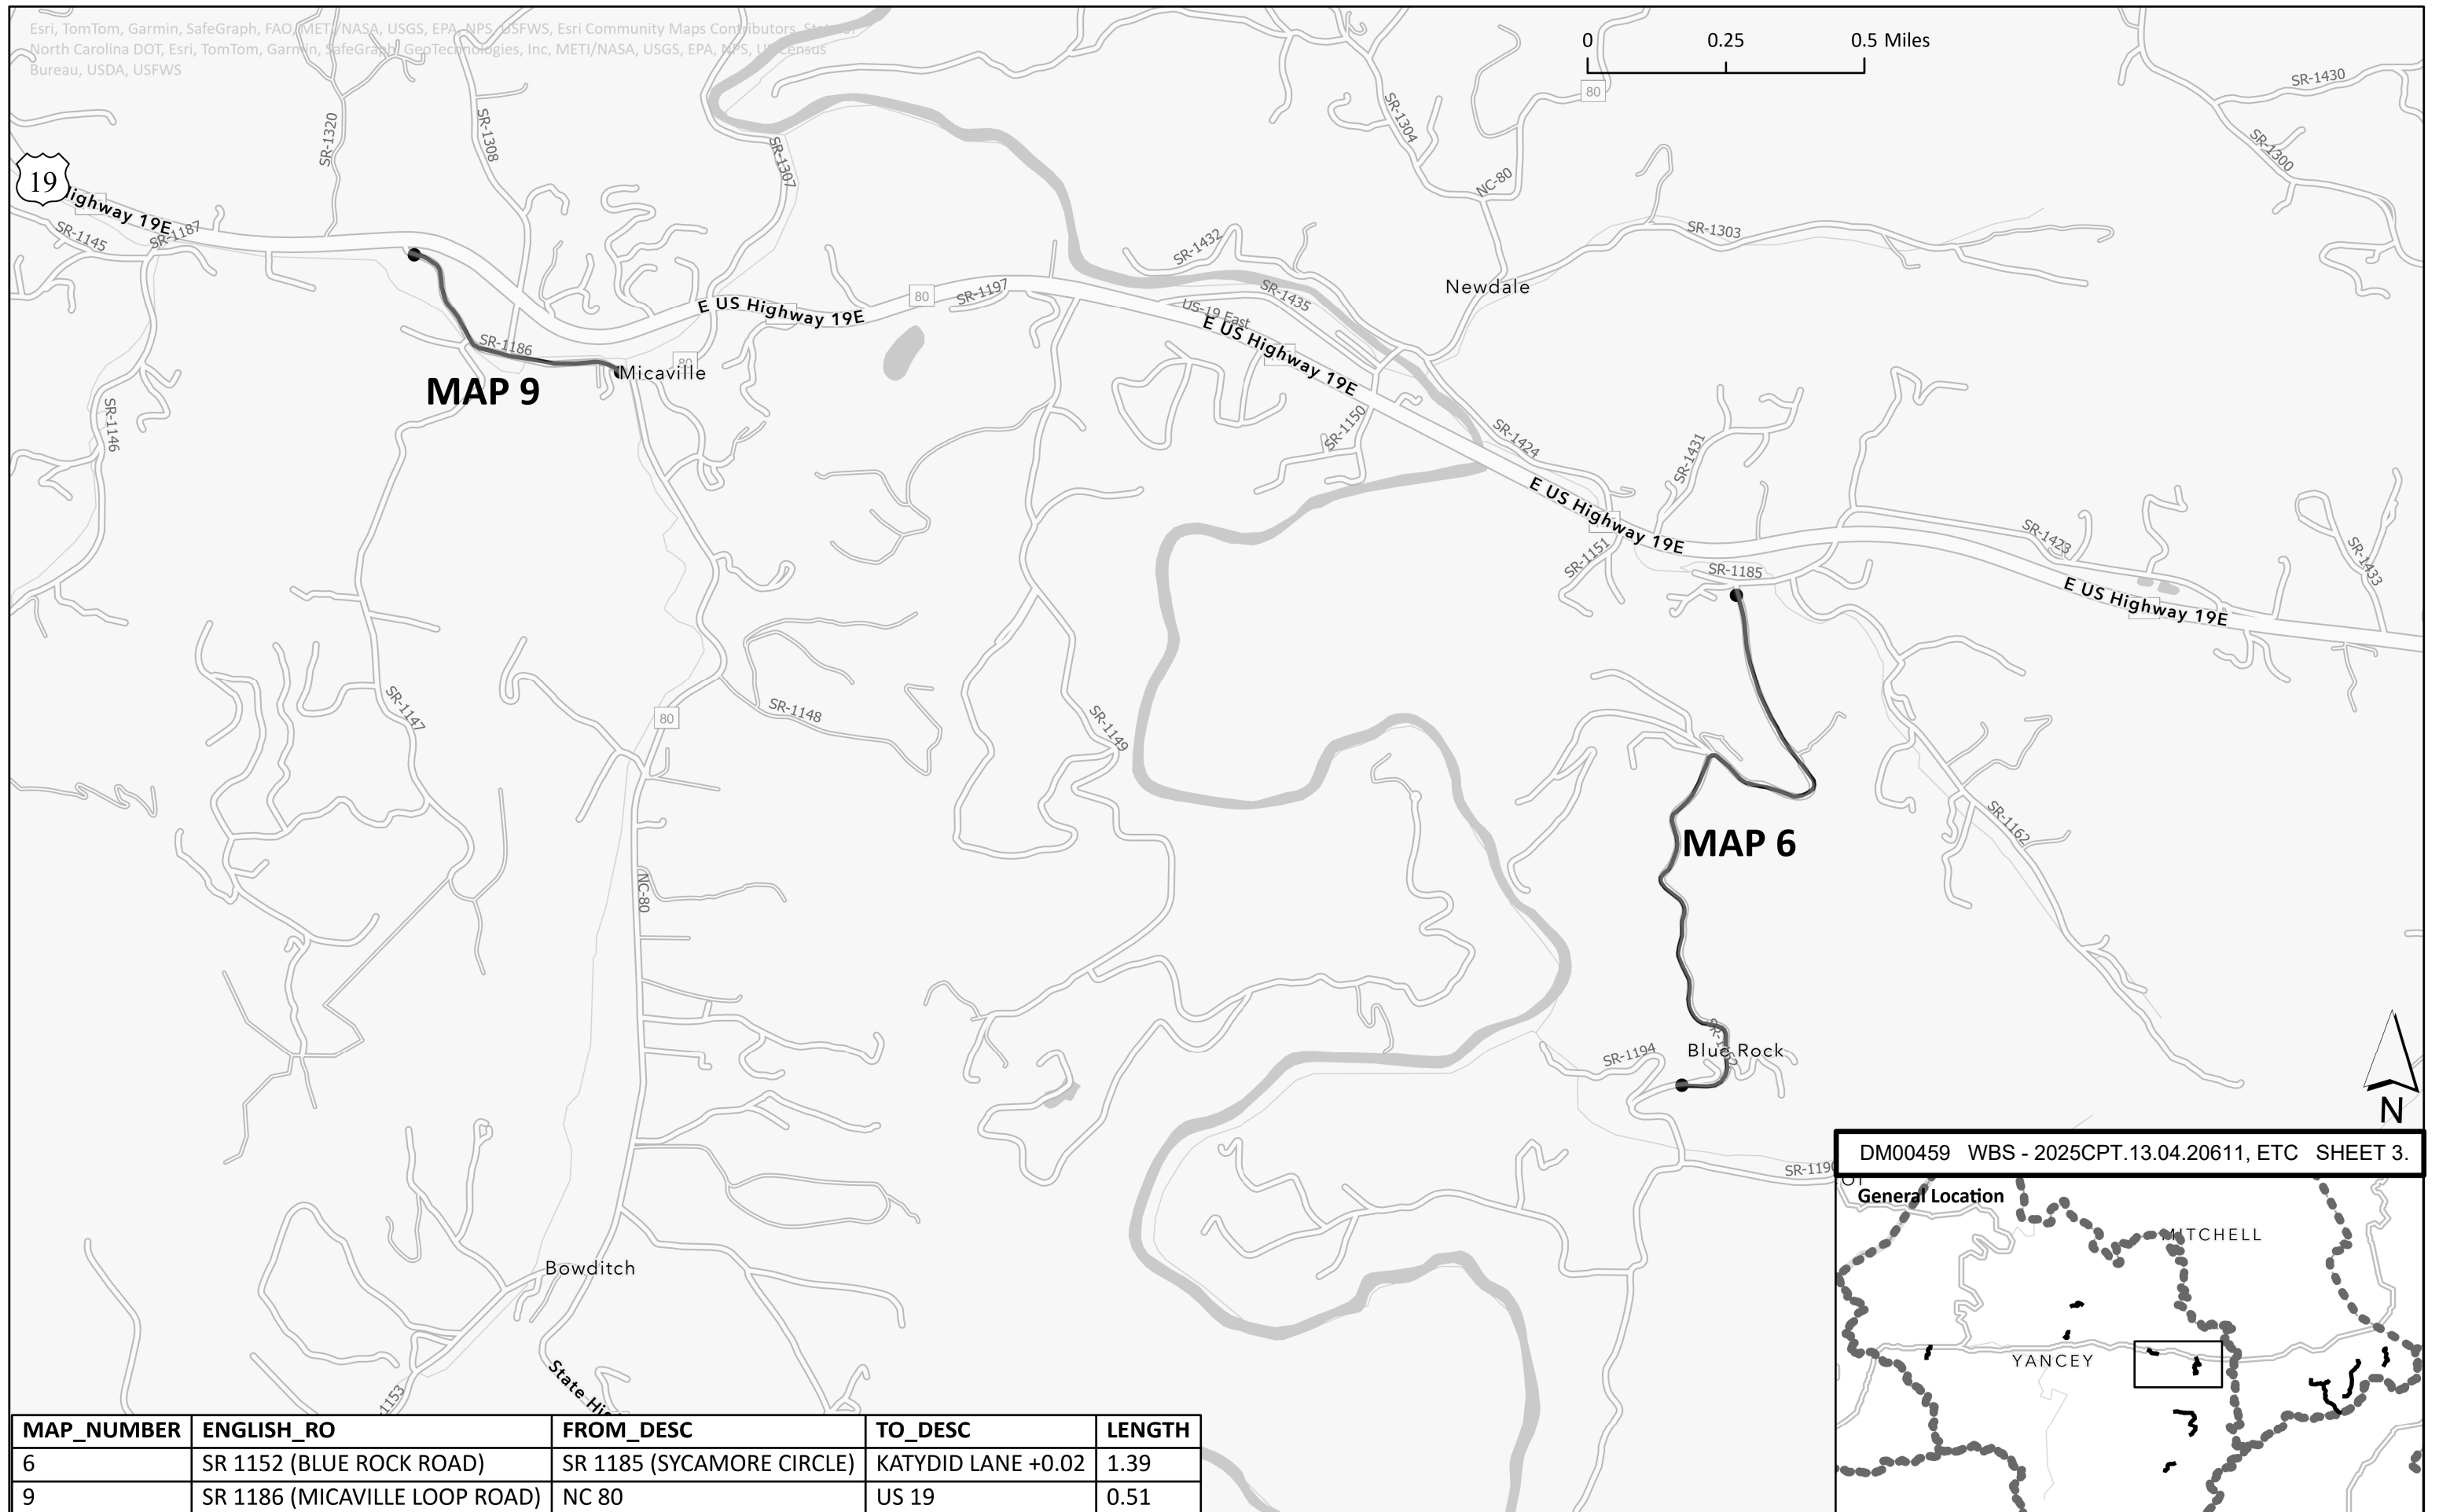 Esri, TomTom, Garmin, SafeGraph, FAO, METI/NASA, USGS, EPA, NPS, USFWS, Esri Community Maps Contributors, State of
North Carolina DOT, Esri, TomTom, Garmin, SafeGraph, GeoTechnologies, Inc, METI/NASA, USGS, EPA, NPS, US Census
Bureau, USDA, USFWS
0 0.25 0.5 Miles
80
SR-1430
SR-1320
SR-1308
SR-1307
SR-1304
SR-1300
NC-80
19
Highway 19E
SR-1145
SR-1187
SR-1432
SR-1303
Newdale
80
SR-1197
E US Highway 19E
US-19 East
SR-1435
E US Highway 19E
SR-1186
80
Micaville
MAP 9
SR-1146
SR-1150
SR-1424
SR-1431
E US Highway 19E
SR-1151
SR-1185
SR-1423
SR-1433
E US Highway 19E
SR-1147
80
SR-1148
SR-1149
SR-1162
MAP 6
NC-80
SR-1152
Blue Rock
SR-1194
N
DM00459 WBS - 2025CPT.13.04.20611, ETC SHEET 3.
SR-1190
General Location
MITCHELL
YANCEY
Bowditch
State Hig
1153
MAP_NUMBER ENGLISH_RO FROM_DESC TO_DESC LENGTH
6 SR 1152 (BLUE ROCK ROAD) SR 1185 (SYCAMORE CIRCLE) KATYDID LANE +0.02 1.39
9 SR 1186 (MICAVILLE LOOP ROAD) NC 80 US 19 0.51